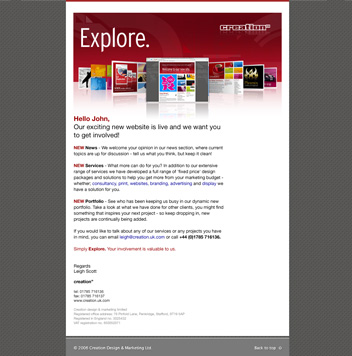 Explore.
creation
Hello John,
Our exciting new website is live and we want you
to get involved!
NEW News - We welcome your opinion in our news section, where current
topics are up for discussion - tell us what you think, but keep it clean!
NEW Services - What more can do for you? In addition to our extensive
range of services we have developed a full range of 'fixed price' design
packages and solutions to help you get more from your marketing budget -
whether; consultancy, print, websites, branding, advertising and display we
have a solution for you.
NEW Portfolio - See who has been keeping us busy in our dynamic new
portfolio. Take a look at what we have done for other clients, you might find
something that inspires your next project - so keep dropping in, new
projects are continually being added.
If you would like to talk about any of our services or any projects you have
in mind, you can email leigh@creation.uk.com or call +44 (0)1785 716136.
Simply Explore. Your involvement is valuable to us.
Regards
Leigh Scott
creation
tel: 01785 716136
fax: 01785 716137
www.creation.uk.com
Creation design & marketing limited
© 2009 Creation Design & Marketing Ltd
Back to top